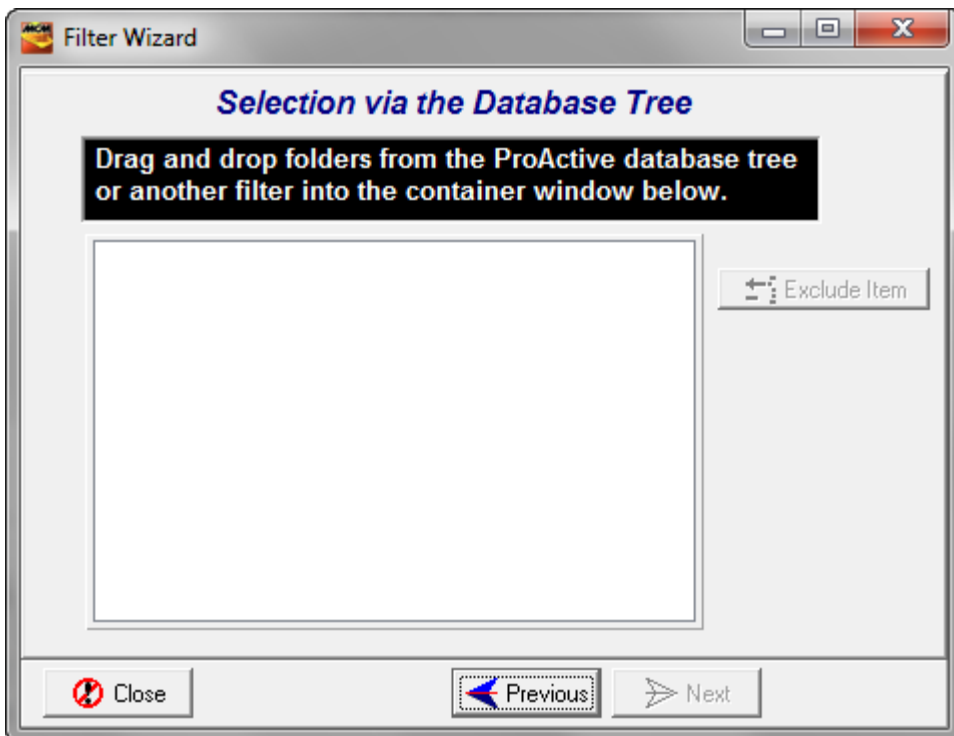 MCM
Filter Wizard
Selection via the Database Tree
Drag and drop folders from the ProActive database tree
or another filter into the container window below.
Exclude Item
Close
Previous
Next